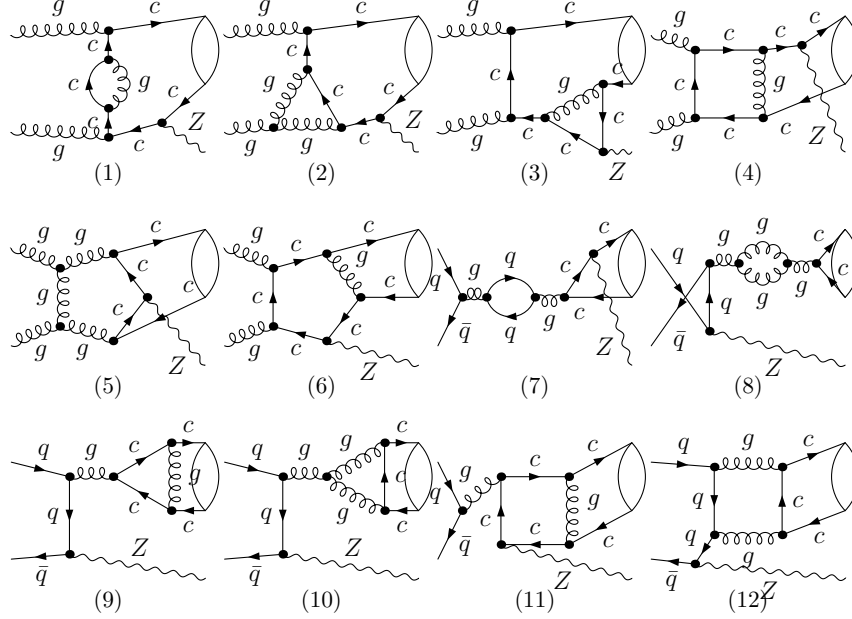 g c c c g g c c Z (1)
g c g c g c g c Z (2)
g c c g c g c c Z (3)
g c c c c g g c c Z (4)
g g c c g c c g g Z (5)
g c c g c c c g c Z (6)
q g q g c c q̄ q c Z (7)
q g g g c q q̄ g c Z (8)
q g c c g q c q̄ Z (9)
q g g c c q g c q̄ Z (10)
q g c c c g q̄ c c Z (11)
q g c q c q g c q̄ Z (12)